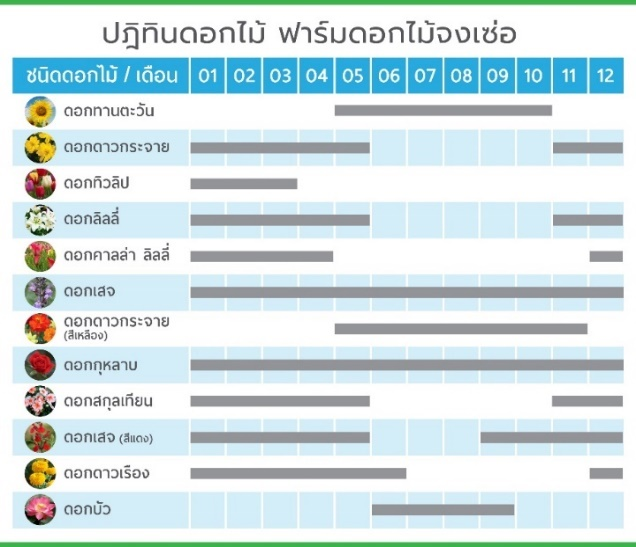 ปฎิทินดอกไม้ ฟาร์มดอกไม้จงเซ่อ
ชนิดดอกไม้ / เดือน 01 02 03 04 05 06 07 08 09 10 11 12
ดอกทานตะวัน
ดอกดาวกระจาย
ดอกทิวลิป
ดอกลิลลี่
ดอกคาลล่า ลิลลี่
ดอกเสจ
ดอกดาวกระจาย
(สีเหลือง)
ดอกกุหลาบ
ดอกสกุลเทียน
ดอกเสจ (สีแดง)
ดอกดาวเรือง
ดอกบัว